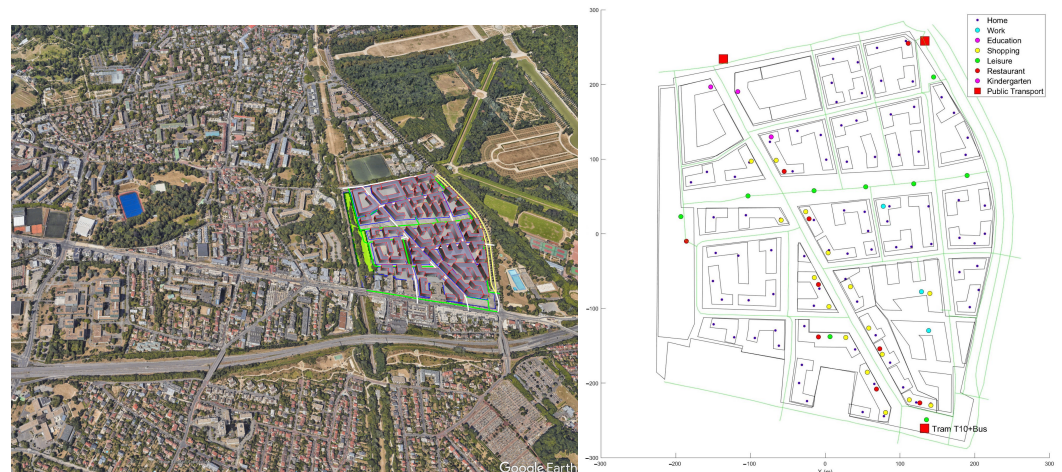 Google Earth
300
200
100
0
−100
−200
−300
−300
−200
−100
0
100
200
300
Home
Work
Education
Shopping
Leisure
Restaurant
Kindergarten
Public Transport
Tram T10+Bus